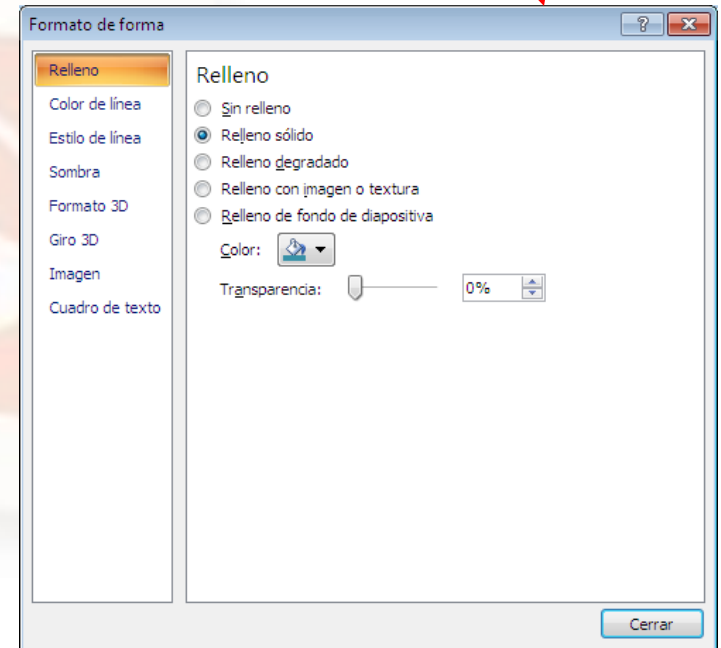 Formato de forma
Relleno
Color de línea
Estilo de línea
Sombra
Formato 3D
Giro 3D
Imagen
Cuadro de texto
Relleno
Sin relleno
Relleno sólido
Relleno degradado
Relleno con imagen o textura
Relleno de fondo de diapositiva
Color:
Transparencia: 0%
Cerrar